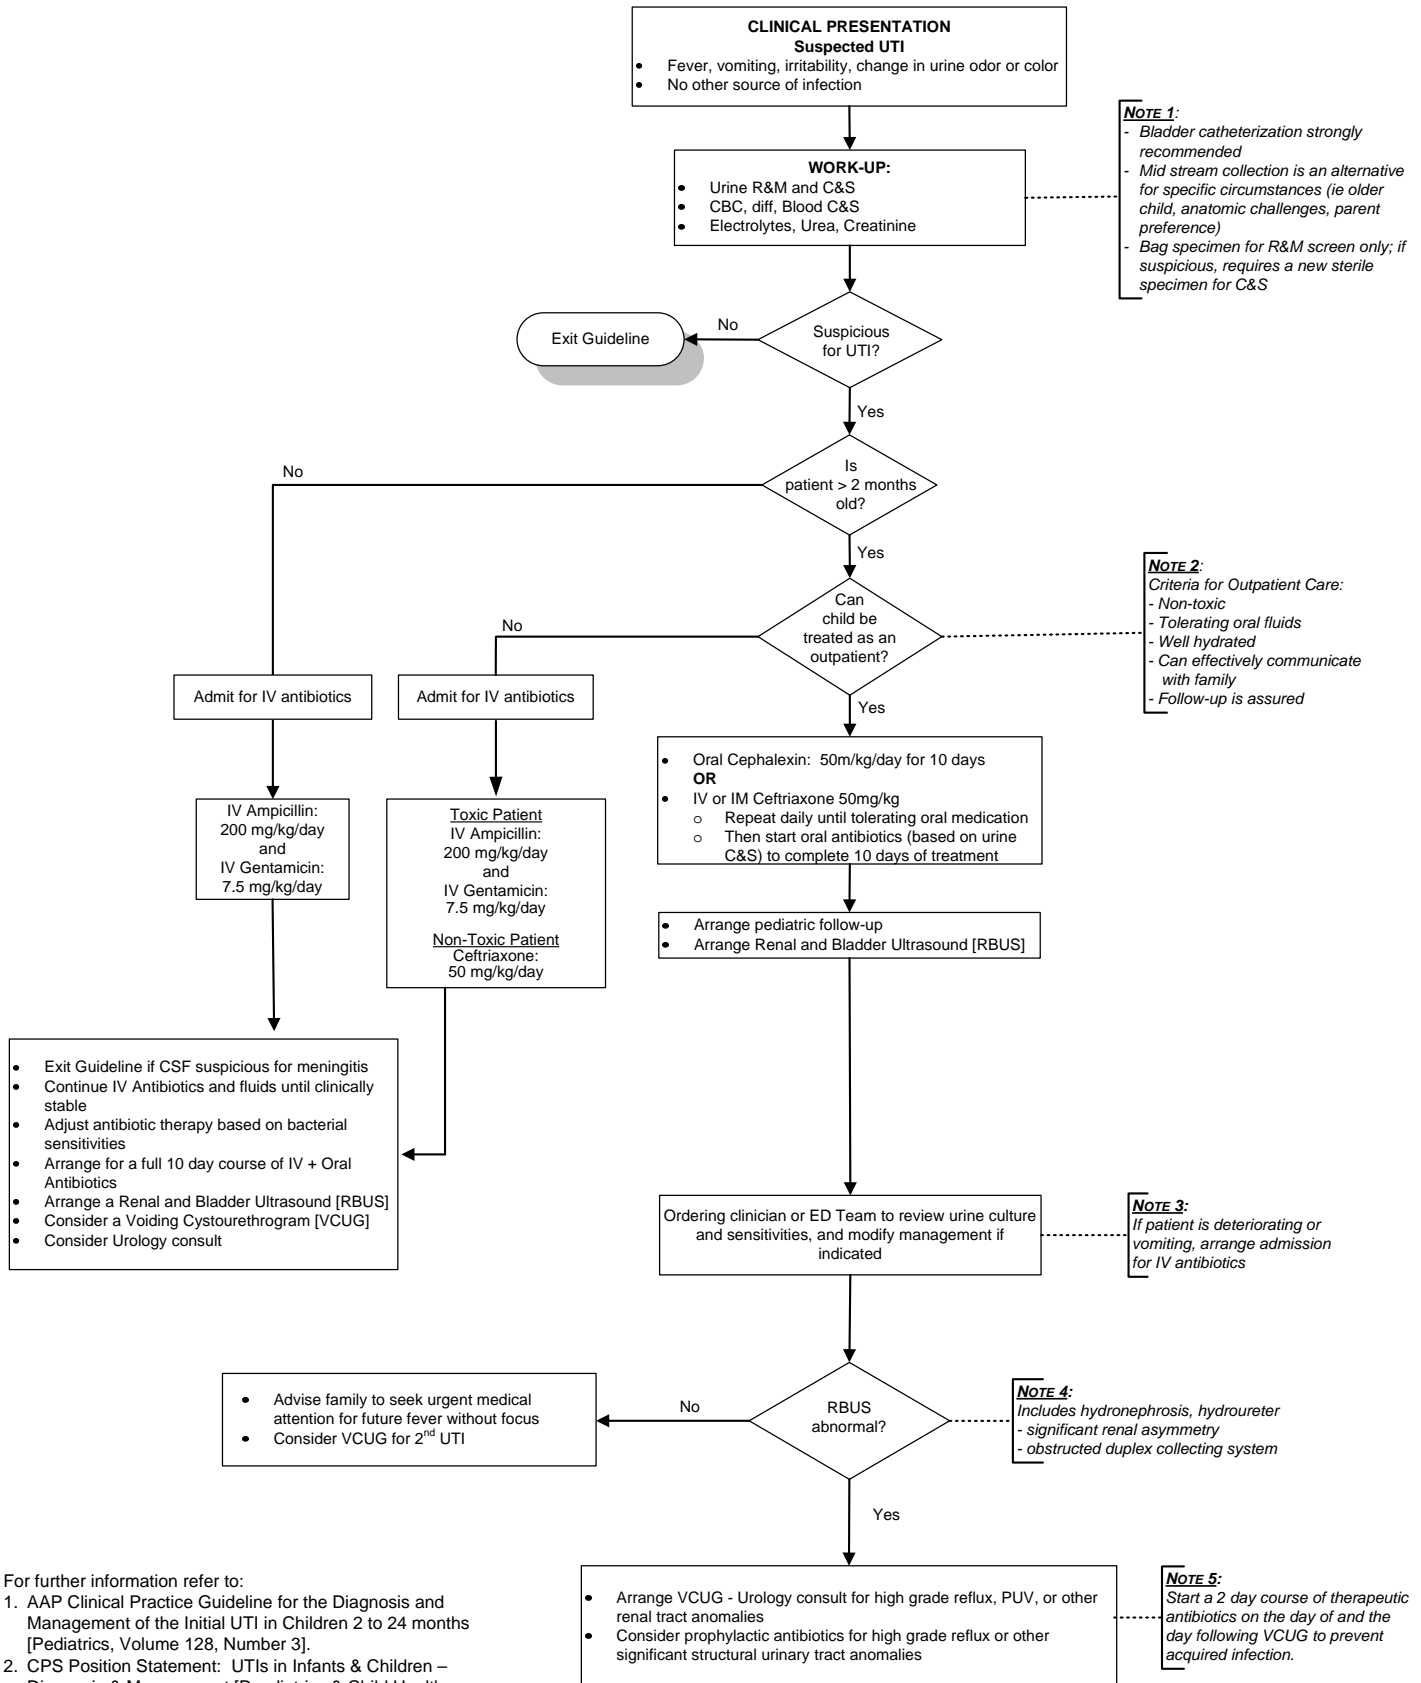 CLINICAL PRESENTATION
Suspected UTI
• Fever, vomiting, irritability, change in urine odor or color
• No other source of infection
NOTE 1:
- Bladder catheterization strongly
recommended
- Mid stream collection is an alternative
for specific circumstances (ie older
child, anatomic challenges, parent
preference)
- Bag specimen for R&M screen only; if
suspicious, requires a new sterile
specimen for C&S
WORK-UP:
• Urine R&M and C&S
• CBC, diff, Blood C&S
• Electrolytes, Urea, Creatinine
Suspicious
for UTI?
No
Exit Guideline
Yes
Is
patient > 2 months
old?
No
Yes
Can
child be
treated as an
outpatient?
No
NOTE 2:
Criteria for Outpatient Care:
- Non-toxic
- Tolerating oral fluids
- Well hydrated
- Can effectively communicate
with family
- Follow-up is assured
Admit for IV antibiotics
Admit for IV antibiotics
Yes
• Oral Cephalexin: 50m/kg/day for 10 days
OR
• IV or IM Ceftriaxone 50mg/kg
o Repeat daily until tolerating oral medication
o Then start oral antibiotics (based on urine
C&S) to complete 10 days of treatment
IV Ampicillin:
200 mg/kg/day
and
IV Gentamicin:
7.5 mg/kg/day
Toxic Patient
IV Ampicillin:
200 mg/kg/day
and
IV Gentamicin:
7.5 mg/kg/day
Non-Toxic Patient
Ceftriaxone:
50 mg/kg/day
• Arrange pediatric follow-up
• Arrange Renal and Bladder Ultrasound [RBUS]
• Exit Guideline if CSF suspicious for meningitis
• Continue IV Antibiotics and fluids until clinically
stable
• Adjust antibiotic therapy based on bacterial
sensitivities
• Arrange for a full 10 day course of IV + Oral
Antibiotics
• Arrange a Renal and Bladder Ultrasound [RBUS]
• Consider a Voiding Cystourethrogram [VCUG]
• Consider Urology consult
Ordering clinician or ED Team to review urine culture
and sensitivities, and modify management if
indicated
NOTE 3:
If patient is deteriorating or
vomiting, arrange admission
for IV antibiotics
RBUS
abnormal?
No
• Advise family to seek urgent medical
attention for future fever without focus
• Consider VCUG for 2nd UTI
NOTE 4:
Includes hydronephrosis, hydroureter
- significant renal asymmetry
- obstructed duplex collecting system
Yes
• Arrange VCUG - Urology consult for high grade reflux, PUV, or other
renal tract anomalies
• Consider prophylactic antibiotics for high grade reflux or other
significant structural urinary tract anomalies
NOTE 5:
Start a 2 day course of therapeutic
antibiotics on the day of and the
day following VCUG to prevent
acquired infection.
For further information refer to:
1. AAP Clinical Practice Guideline for the Diagnosis and
Management of the Initial UTI in Children 2 to 24 months
[Pediatrics, Volume 128, Number 3].
2. CPS Position Statement: UTIs in Infants & Children –